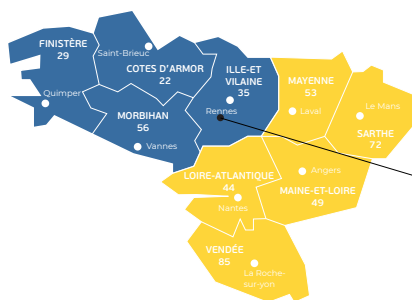 FINISTÈRE
29
Quimper
Saint-Brieuc
COTES D'ARMOR
22
ILLE-ET
VILAINE
35
Rennes
MORBIHAN
56
Vannes
MAYENNE
53
Laval
Le Mans
SARTHE
72
LOIRE-ATLANTIQUE
44
Nantes
Angers
MAINE-ET-LOIRE
49
VENDÉE
85
La Roche-
sur-yon